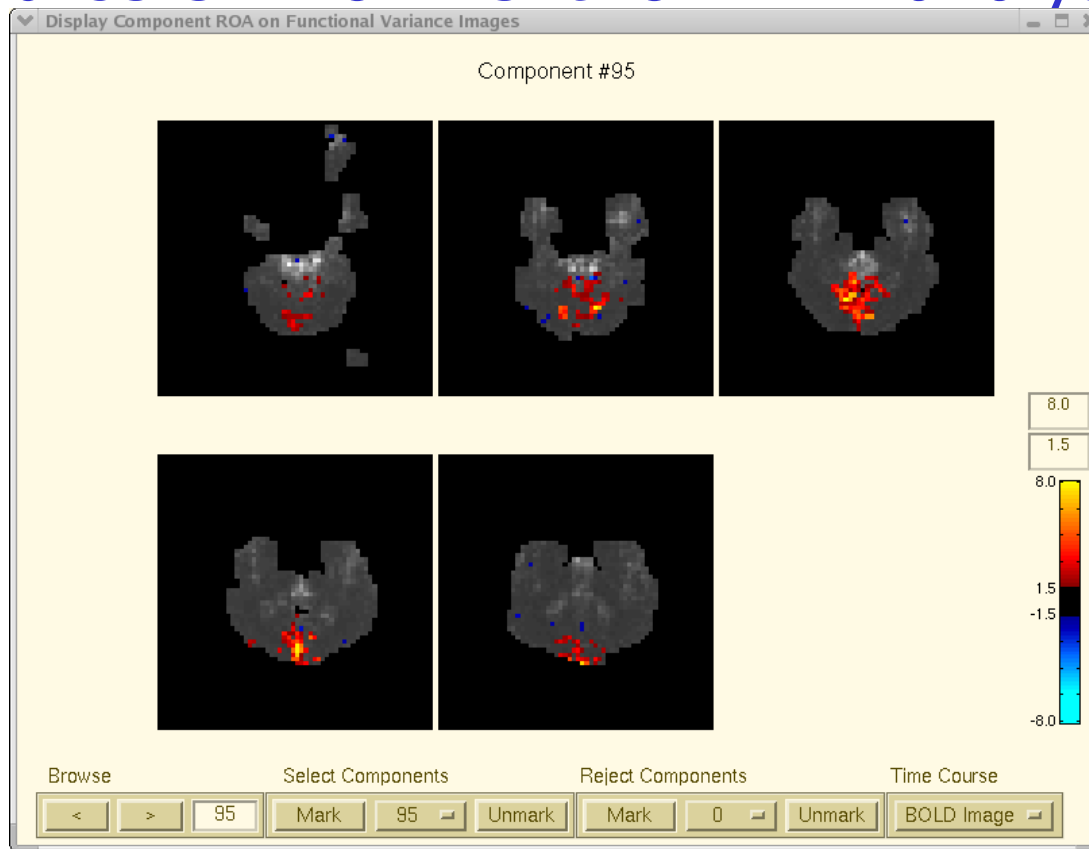 Display Component ROA on Functional Variance Images
Component #95
8.0
1.5
8.0
1.5
-1.5
-8.0
Browse Select Components Reject Components Time Course
< > 95 Mark 95 Unmark Mark 0 Unmark BOLD Image